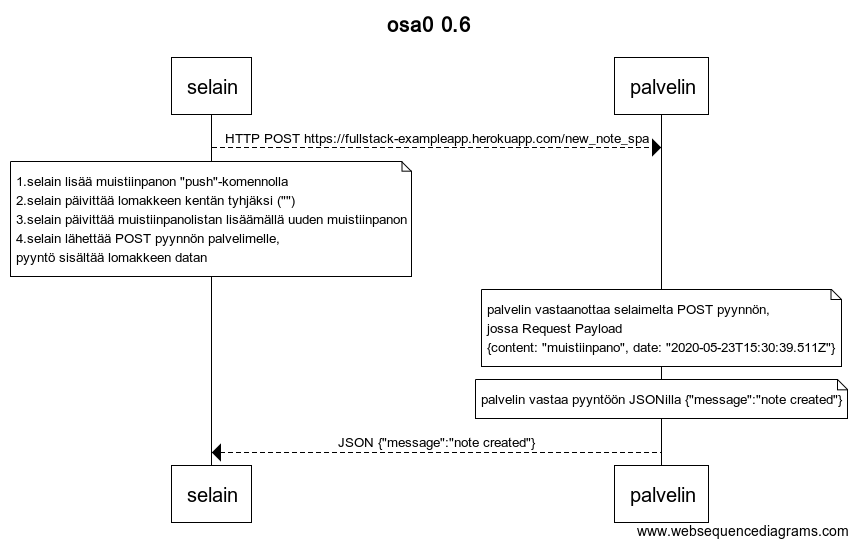 osa0 0.6
selain
palvelin
HTTP POST https://fullstack-exampleapp.herokuapp.com/new_note_spa
1.selain lisää muistiinpanon "push"-komennolla
2.selain päivittää lomakkeen kentän tyhjäksi ("")
3.selain päivittää mustiinpanolistan lisäämällä uuden muistiinpanon
4.selain lähettää POST pyynnön palvelimelle,
pyyntö sisältää lomakkeen datan
palvelin vastaanottaa selaimelta POST pyynnön,
jossa Request Payload
{content: "muistiinpano", date: "2020-05-23T15:30:39.511Z"}
palvelin vastaa pyyntöön JSONilla {"message":"note created"}
JSON {"message":"note created"}
selain
palvelin
www.websequencediagrams.com